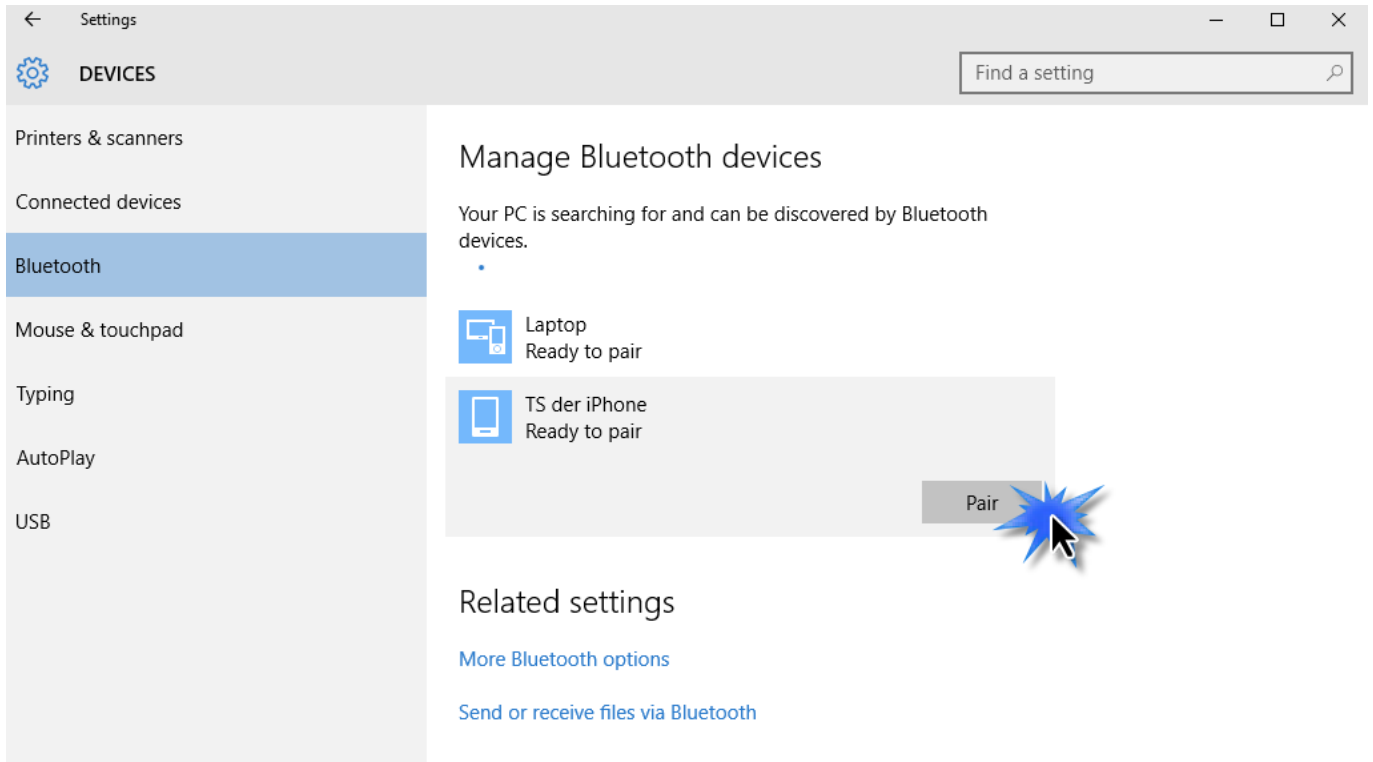 Settings
DEVICES
Find a setting
Printers & scanners
Connected devices
Bluetooth
Mouse & touchpad
Typing
AutoPlay
USB
Manage Bluetooth devices
Your PC is searching for and can be discovered by Bluetooth
devices.
Laptop
Ready to pair
TS der iPhone
Ready to pair
Pair
Related settings
More Bluetooth options
Send or receive files via Bluetooth